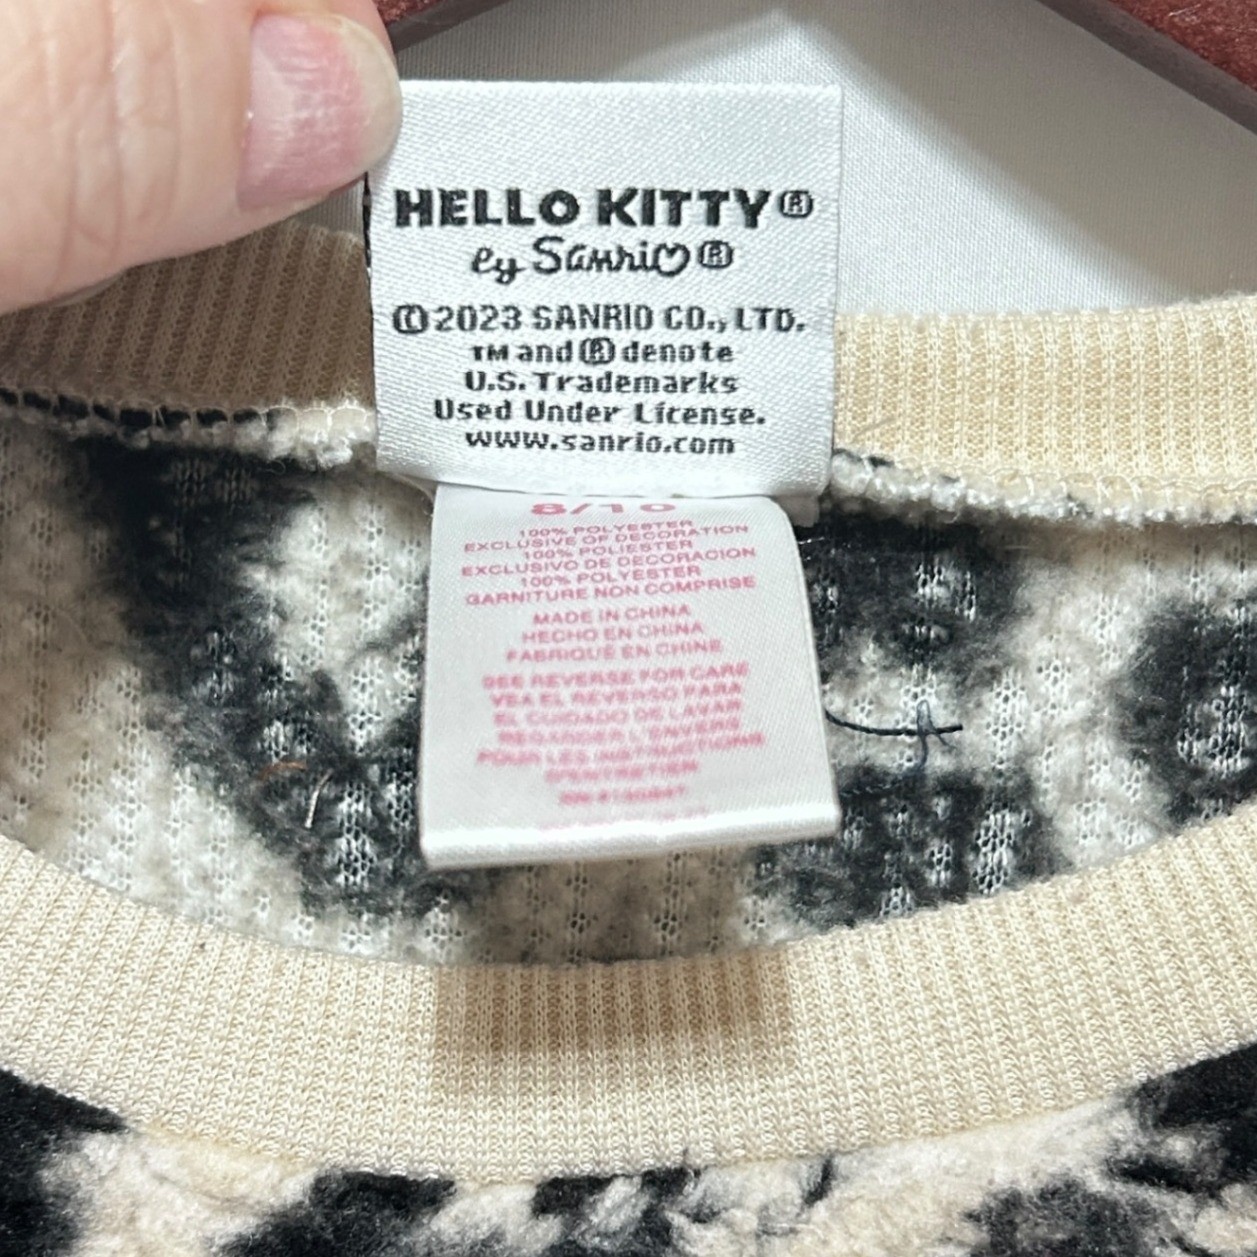 HELLO KITTY®
by Sanrio®
©2023 SANRIO CO., LTD.
TM and ® denote
U.S. Trademarks
Used Under License.
www.sanrio.com
8/10
100% POLYESTER
EXCLUSIVE OF DECORATION
100% POLIESTER
EXCLUSIVO DE DECORACION
100% POLYESTER
GARNITURE NON COMPRISE
MADE IN CHINA
HECHO EN CHINA
FABRIQUÉ EN CHINE
SEE REVERSE FOR CARE
VEA EL REVERSO PARA
EL CUIDADO DE LAVAR
REGARDER L'ENVERS
POUR LES INSTRUCTIONS
D'ENTRETIEN